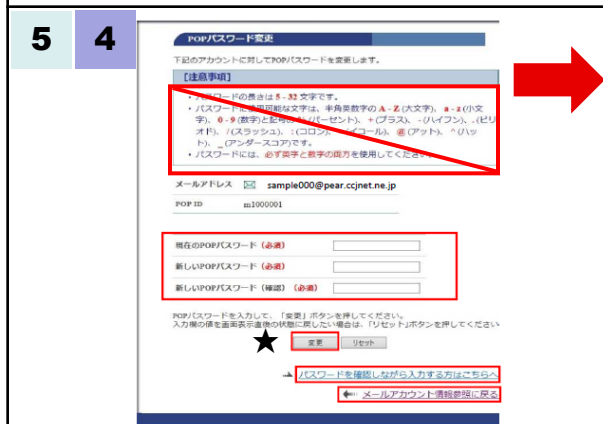 5 4
POPパスワード変更
下記のアカウントに対してPOPパスワードを変更します。
[注意事項]
・パスワードの長さは 5 - 32 文字です。
・パスワードに使用可能な文字は、半角英数字の A - Z (大文字)、a - z (小文
字)、0 - 9 (数字)と記号の %(パーセント)、+ (プラス)、- (ハイフン)、. (ピリ
オド)、/ (スラッシュ)、: (コロン)、= (イコール)、@ (アット)、^ (ハッ
ト)、_ (アンダースコア)です。
・パスワードには、必ず英字と数字の両方を使用してください
メールアドレス sample000@pear.ccjnet.ne.jp
POP ID m1000001
現在のPOPパスワード (必須)
新しいPOPパスワード (必須)
新しいPOPパスワード (確認) (必須)
POPパスワードを入力して、「変更」ボタンを押してください。
入力欄の値を画面表示直後の状態に戻したい場合は、「リセット」ボタンを押してください
★ 変更 リセット
パスワードを確認しながら入力する方はこちらへ
メールアカウント情報参照に戻る